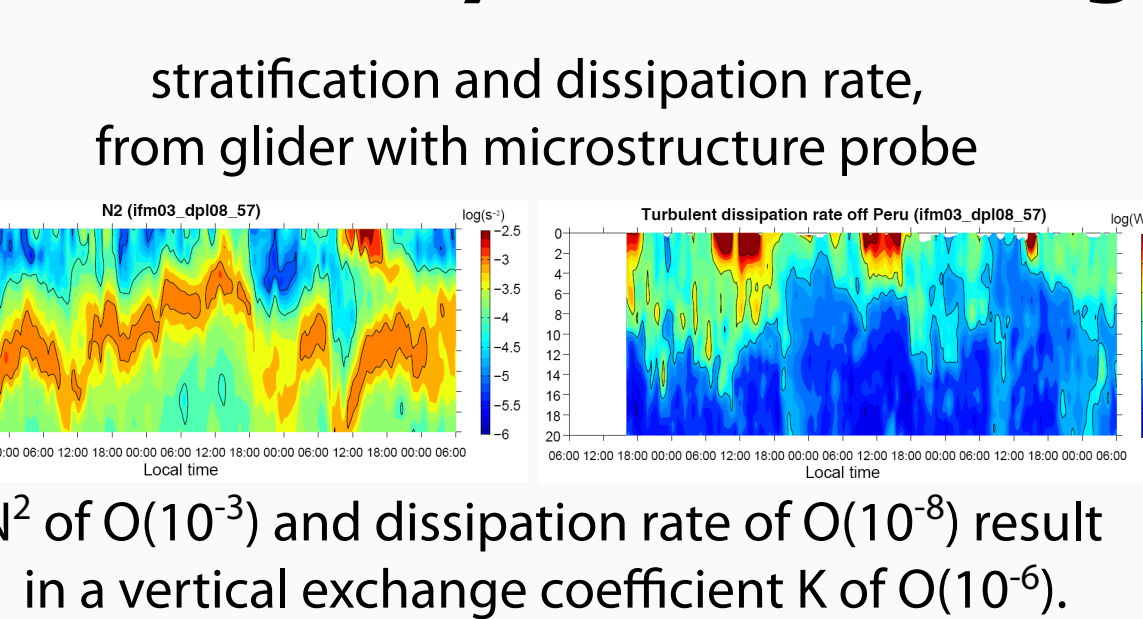 stratification and dissipation rate,
from glider with microstructure probe
N2 (ifm03_dpl08_57)
log(s⁻²)
−2.5
−3
−3.5
−4
−4.5
−5
−5.5
−6
06:00 12:00 18:00 00:00 06:00 12:00 18:00 00:00 06:00 12:00 18:00 00:00 06:00
Local time
Turbulent dissipation rate off Peru (ifm03_dpl08_57)
log(W
0
2
4
6
8
10
12
14
16
18
20
06:00 12:00 18:00 00:00 06:00 12:00 18:00 00:00 06:00 12:00 18:00 00:00 06:00 12:00 18:00 00:00 06:00
Local time
N² of O(10⁻³) and dissipation rate of O(10⁻⁸) result
in a vertical exchange coefficient K of O(10⁻⁶).